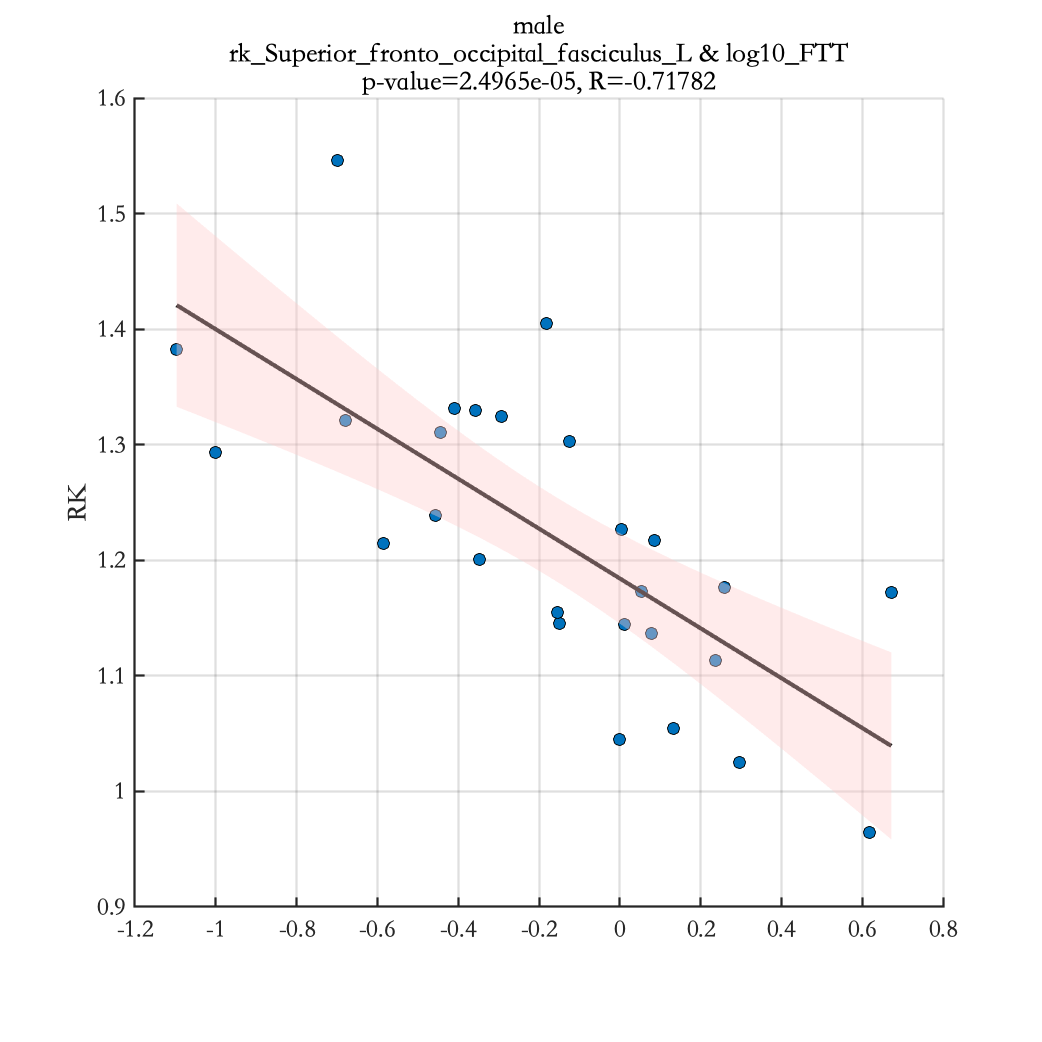 male
rk_Superior_fronto_occipital_fasciculus_L & log10_FTT
p-value=2.4965e-05, R=-0.71782
1.6
1.5
1.4
1.3
1.2
1.1
1
0.9
RK
-1.2 -1 -0.8 -0.6 -0.4 -0.2 0 0.2 0.4 0.6 0.8